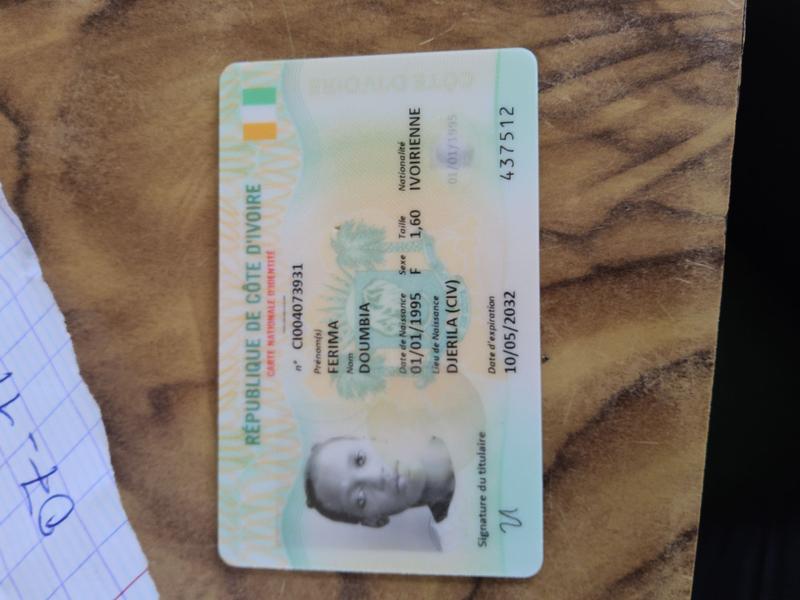 CÔTE D'IVOIRE
RÉPUBLIQUE DE CÔTE D'IVOIRE
CARTE NATIONALE D'IDENTITÉ
n° CI004073931
Prénom(s)
FERIMA
Nom
DOUMBIA
Date de Naissance Sexe Taille Nationalité
01/01/1995 F 1,60 IVOIRIENNE
Lieu de Naissance
DJERILA (CIV)
01/01/1995
Date d'expiration
10/05/2032
437512
Signature du titulaire